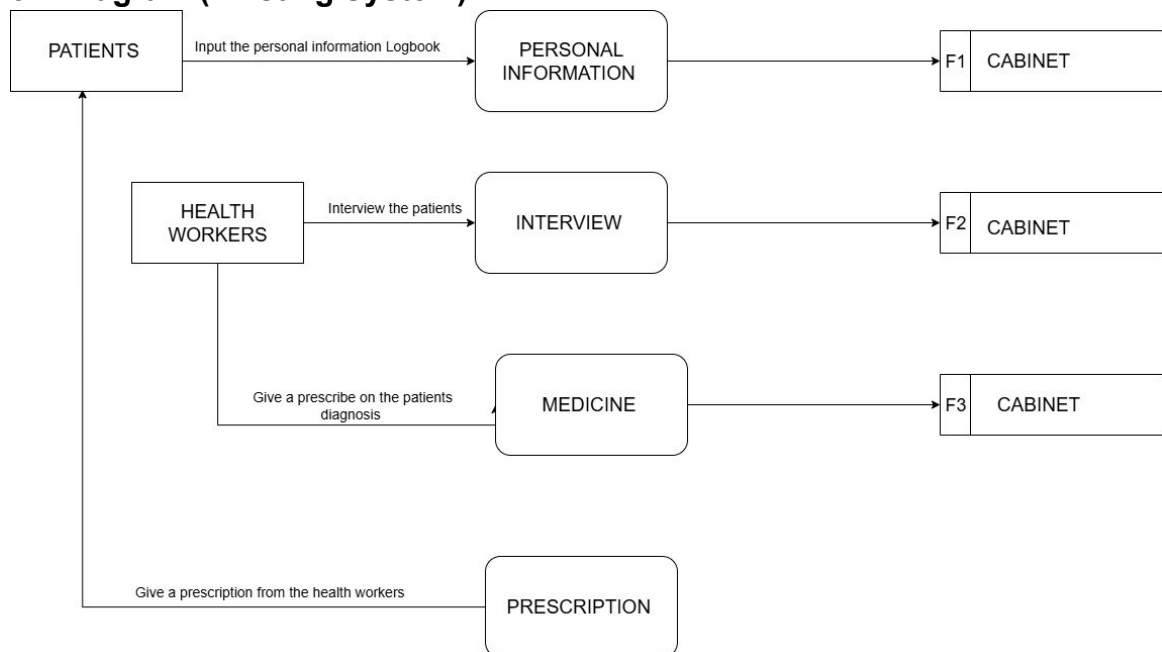 PATIENTS
Input the personal information Logbook
PERSONAL
INFORMATION
F1
CABINET
HEALTH
WORKERS
Interview the patients
INTERVIEW
F2
CABINET
Give a prescribe on the patients
diagnosis
MEDICINE
F3
CABINET
Give a prescription from the health workers
PRESCRIPTION